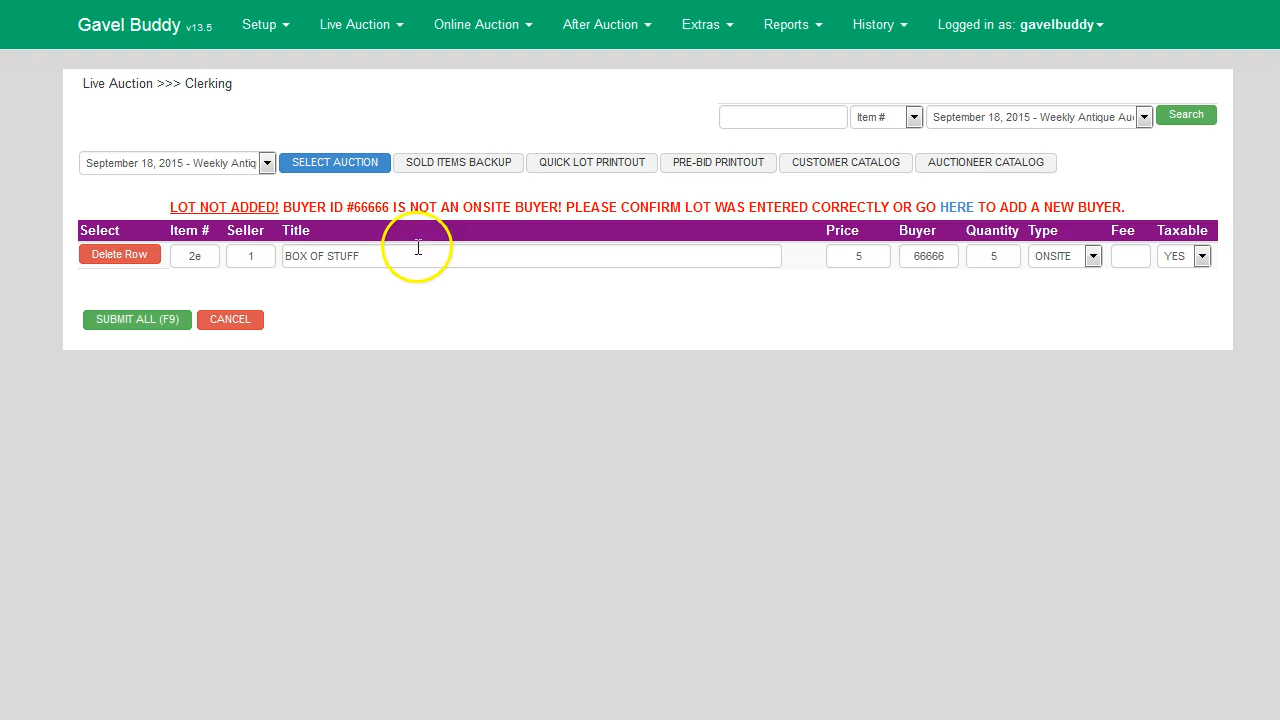 Gavel Buddy v13.5 Setup Live Auction Online Auction After Auction Extras Reports History Logged in as: gavelbuddy
Live Auction >>> Clerking
Item # September 18, 2015 - Weekly Antique Au Search
September 18, 2015 - Weekly Antiq SELECT AUCTION SOLD ITEMS BACKUP QUICK LOT PRINTOUT PRE-BID PRINTOUT CUSTOMER CATALOG AUCTIONEER CATALOG
LOT NOT ADDED! BUYER ID #66666 IS NOT AN ONSITE BUYER! PLEASE CONFIRM LOT WAS ENTERED CORRECTLY OR GO HERE TO ADD A NEW BUYER.
Select Item # Seller Title Price Buyer Quantity Type Fee Taxable
Delete Row 2e 1 BOX OF STUFF 5 66666 5 ONSITE YES
SUBMIT ALL (F9) CANCEL